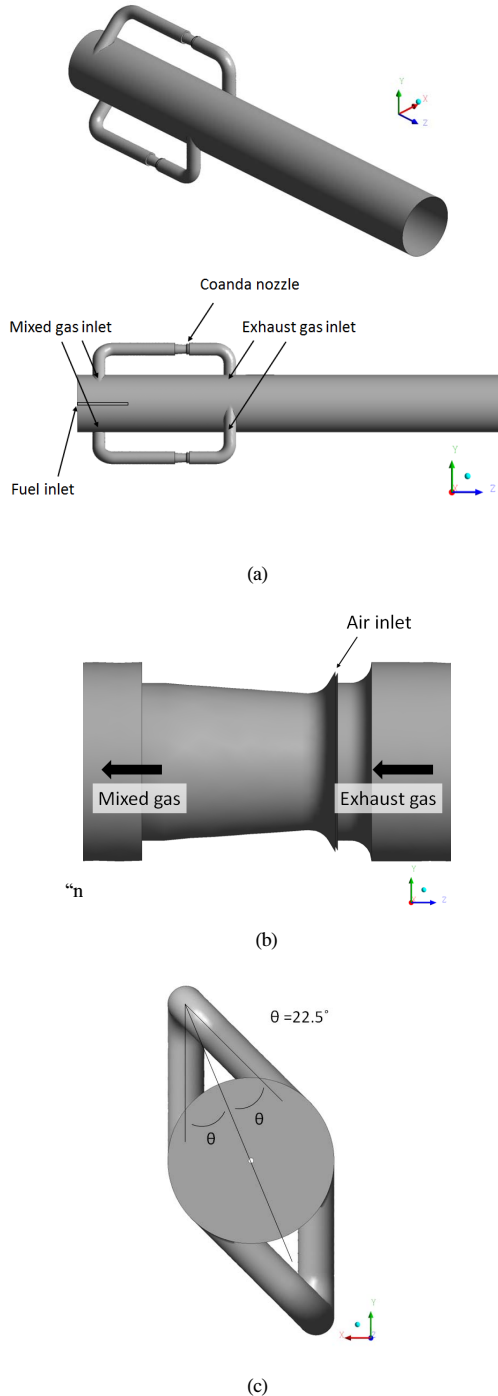 Y
X
Z
Coanda nozzle
Mixed gas inlet
Exhaust gas inlet
Fuel inlet
Y
X
Z
(a)
Air inlet
Mixed gas
Exhaust gas
“n
Y
X
Z
(b)
θ =22.5˚
θ
θ
Y
X
Z
(c)